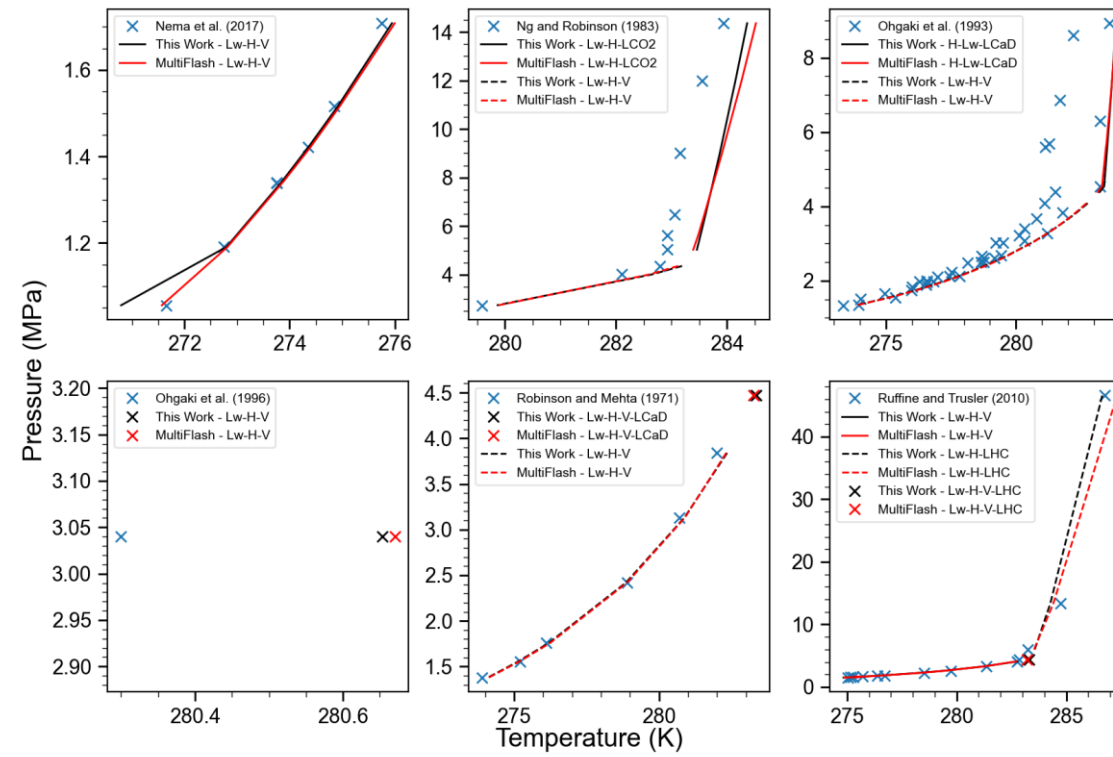 Pressure (MPa)
Nema et al. (2017)
This Work - Lw-H-V
MultiFlash - Lw-H-V
1.6
1.4
1.2
272
274
276
Ng and Robinson (1983)
This Work - Lw-H-LCO2
MultiFlash - Lw-H-LCO2
This Work - Lw-H-V
MultiFlash - Lw-H-V
14
12
10
8
6
4
280
282
284
Ohgaki et al. (1993)
This Work - H-Lw-LCaD
MultiFlash - H-Lw-LCaD
This Work - Lw-H-V
MultiFlash - Lw-H-V
8
6
4
2
275
280
Ohgaki et al. (1996)
This Work - Lw-H-V
MultiFlash - Lw-H-V
3.20
3.15
3.10
3.05
3.00
2.95
2.90
280.4
280.6
Robinson and Mehta (1971)
This Work - Lw-H-V-LCaD
MultiFlash - Lw-H-V-LCaD
This Work - Lw-H-V
MultiFlash - Lw-H-V
4.5
4.0
3.5
3.0
2.5
2.0
1.5
275
280
Ruffine and Trusler (2010)
This Work - Lw-H-V
MultiFlash - Lw-H-V
This Work - Lw-H-LHC
MultiFlash - Lw-H-LHC
This Work - Lw-H-V-LHC
MultiFlash - Lw-H-V-LHC
40
30
20
10
0
275
280
285
Temperature (K)